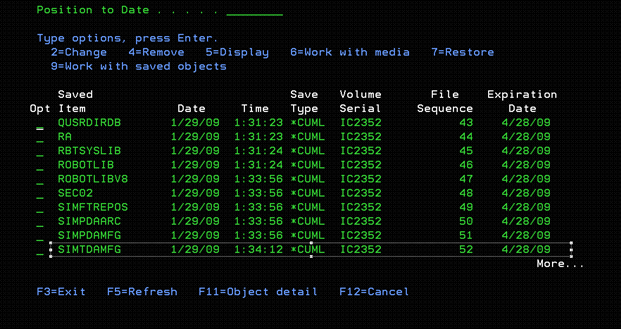 Position to Date . . . . . ________
Type options, press Enter.
2=Change 4=Remove 5=Display 6=Work with media 7=Restore
9=Work with saved objects
Saved Save Volume File Expiration
Opt Item Date Time Type Serial Sequence Date
_ QUSRDIRDB 1/29/09 1:31:23 *CUML IC2352 43 4/28/09
_ RA 1/29/09 1:31:23 *CUML IC2352 44 4/28/09
_ RBTSYSLIB 1/29/09 1:31:24 *CUML IC2352 45 4/28/09
_ ROBOTLIB 1/29/09 1:31:24 *CUML IC2352 46 4/28/09
_ ROBOTLIBV8 1/29/09 1:33:56 *CUML IC2352 47 4/28/09
_ SEC02 1/29/09 1:33:56 *CUML IC2352 48 4/28/09
_ SIMFTREPOS 1/29/09 1:33:56 *CUML IC2352 49 4/28/09
_ SIMPDAARC 1/29/09 1:33:56 *CUML IC2352 50 4/28/09
_ SIMPDAMFG 1/29/09 1:33:56 *CUML IC2352 51 4/28/09
_ SIMTDAMFG 1/29/09 1:34:12 *CUML IC2352 52 4/28/09
More...
F3=Exit F5=Refresh F11=Object detail F12=Cancel